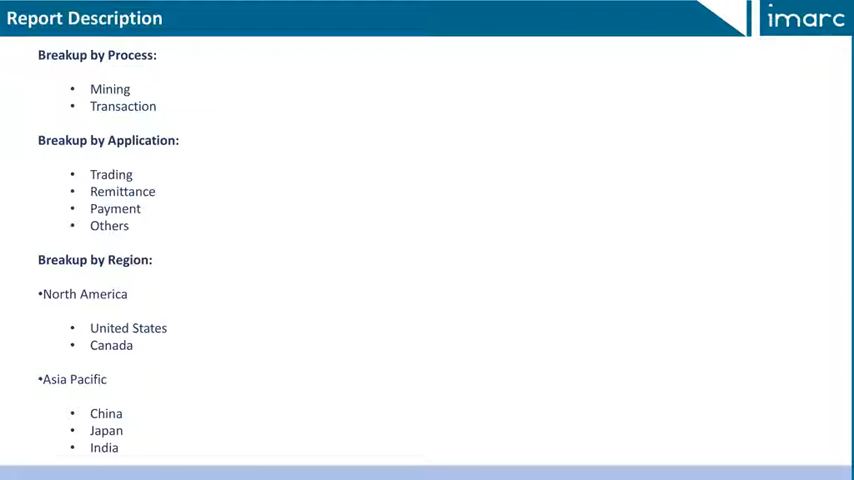 Report Description
imarc
Breakup by Process:
• Mining
• Transaction
Breakup by Application:
• Trading
• Remittance
• Payment
• Others
Breakup by Region:
•North America
• United States
• Canada
•Asia Pacific
• China
• Japan
• India